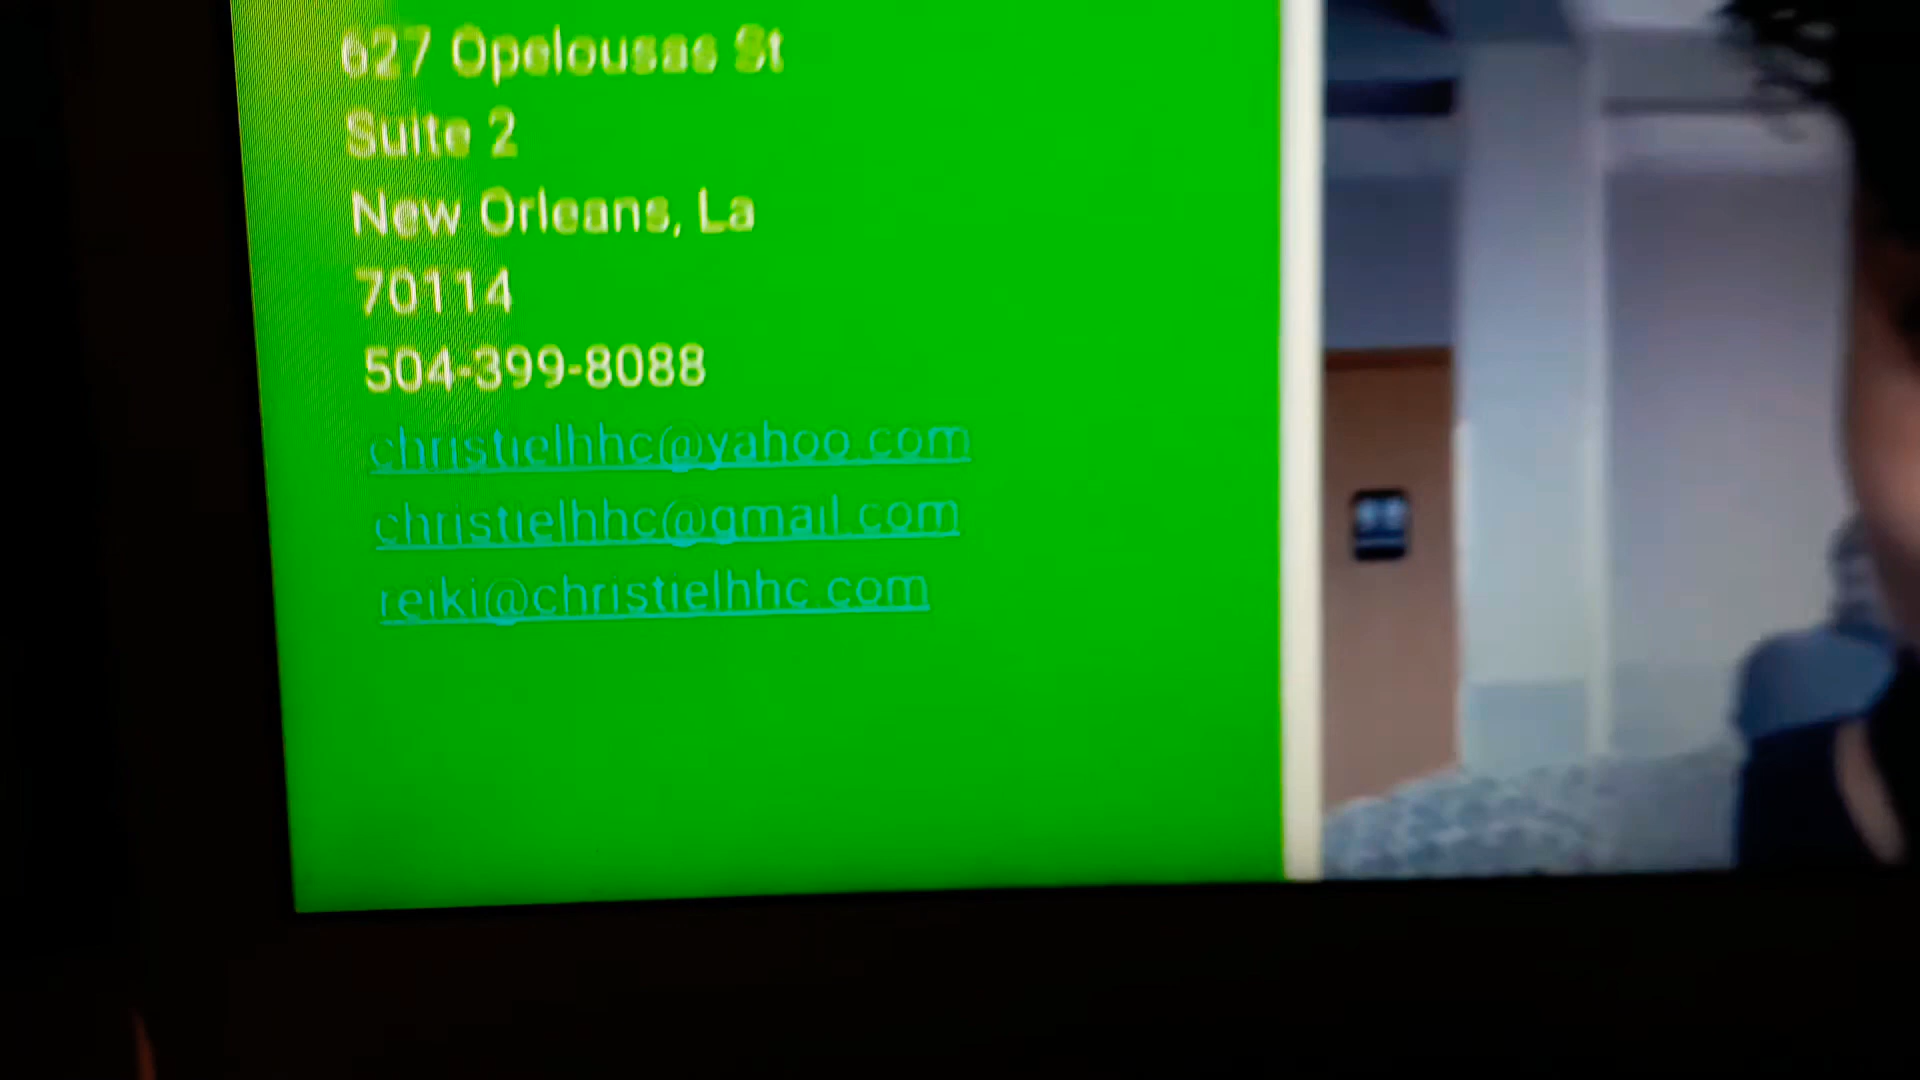 627 Opelousas St
Suite 2
New Orleans, La
70114
504-399-8088
christielhhc@yahoo.com
christielhhc@gmail.com
reiki@christielhhc.com